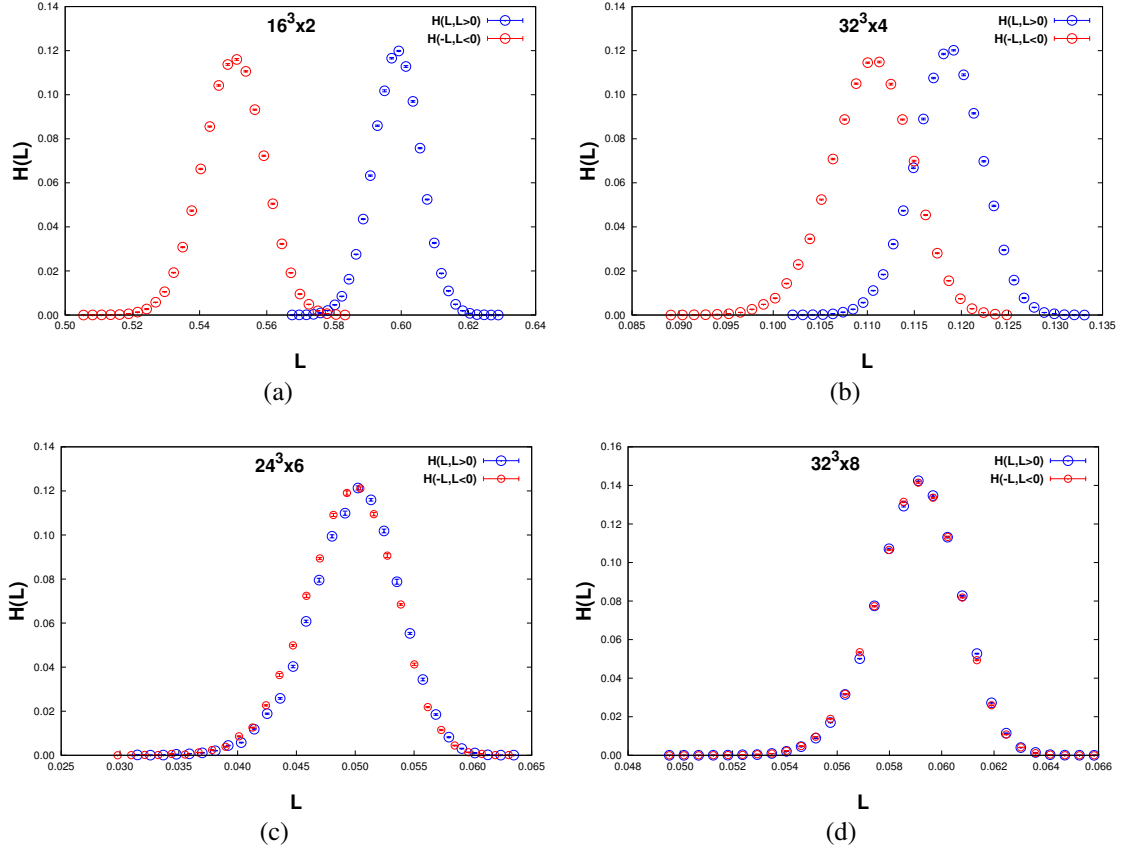 16³x2
H(L,L>0)
H(-L,L<0)
0.14
0.12
0.10
0.08
0.06
0.04
0.02
0.00
H(L)
0.50 0.52 0.54 0.56 0.58 0.60 0.62 0.64
L
(a)
32³x4
H(L,L>0)
H(-L,L<0)
0.14
0.12
0.10
0.08
0.06
0.04
0.02
0.00
H(L)
0.085 0.090 0.095 0.100 0.105 0.110 0.115 0.120 0.125 0.130 0.135
L
(b)
24³x6
H(L,L>0)
H(-L,L<0)
0.14
0.12
0.10
0.08
0.06
0.04
0.02
0.00
H(L)
0.025 0.030 0.035 0.040 0.045 0.050 0.055 0.060 0.065
L
(c)
32³x8
H(L,L>0)
H(-L,L<0)
0.16
0.14
0.12
0.10
0.08
0.06
0.04
0.02
0.00
H(L)
0.048 0.050 0.052 0.054 0.056 0.058 0.060 0.062 0.064 0.066
L
(d)